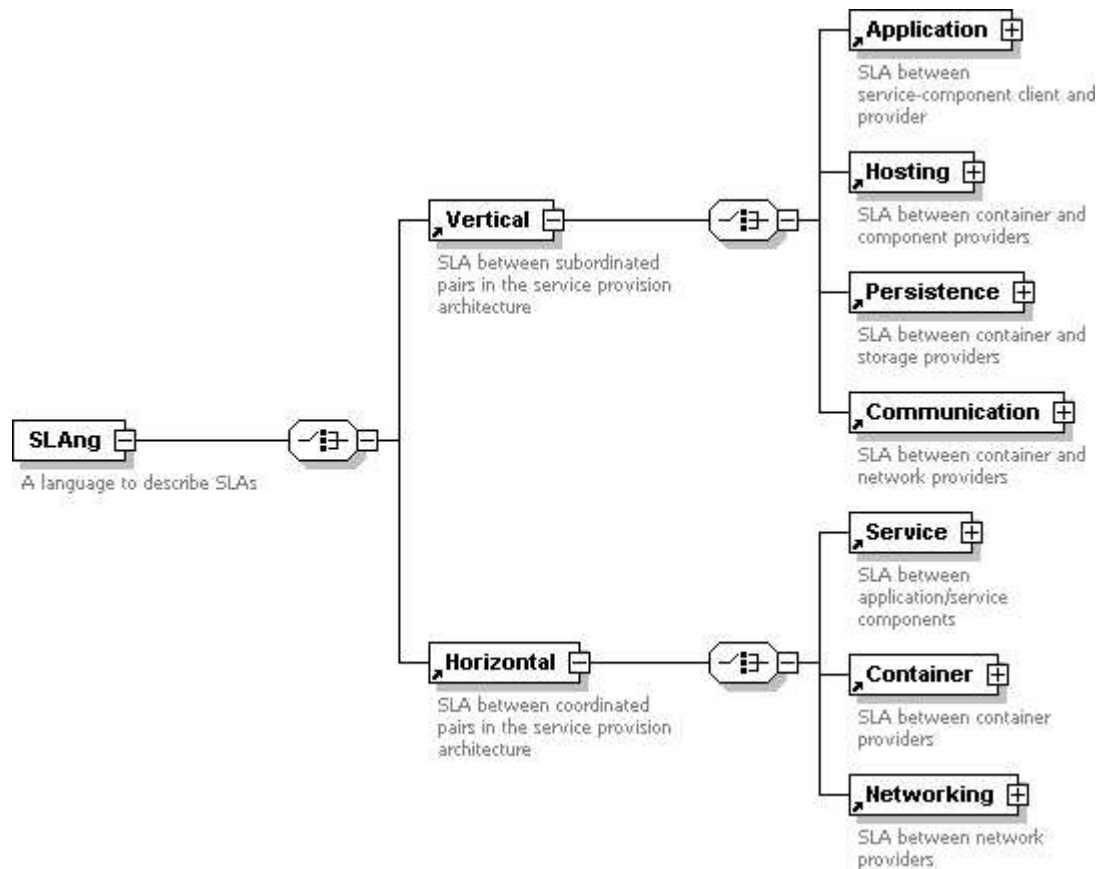 Application
SLA between
service-component client and
provider
Hosting
SLA between container and
component providers
Vertical
SLA between subordinated
pairs in the service provision
architecture
Persistence
SLA between container and
storage providers
Communication
SLA between container and
network providers
SLAng
A language to describe SLAs
Service
SLA between
application/service
components
Horizontal
SLA between coordinated
pairs in the service provision
architecture
Container
SLA between container
providers
Networking
SLA between network
providers